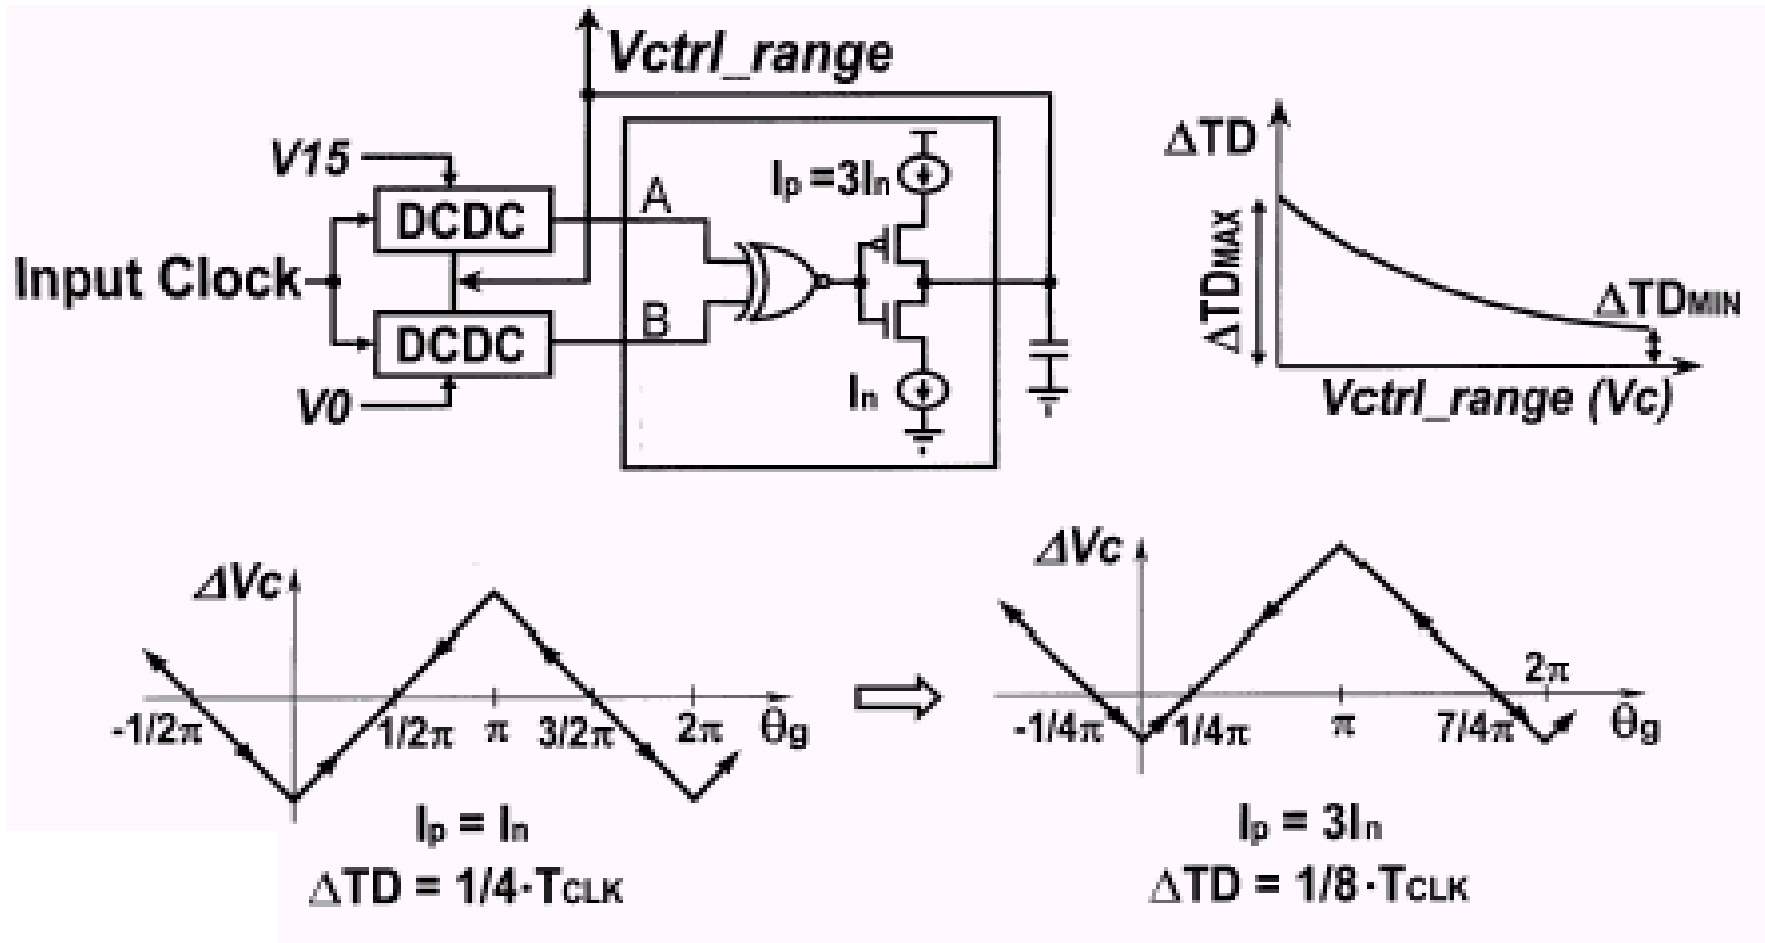 Vctrl_range
V15
DCDC
A
Ip =3In
Input Clock
DCDC
B
V0
In
ΔTD
ΔTDMAX
ΔTDMIN
Vctrl_range (Vc)
ΔVc
-1/2π
1/2π
π
3/2π
2π
θg
Ip = In
ΔTD = 1/4·TCLK
ΔVc
-1/4π
1/4π
π
7/4π
2π
θg
Ip = 3In
ΔTD = 1/8·TCLK